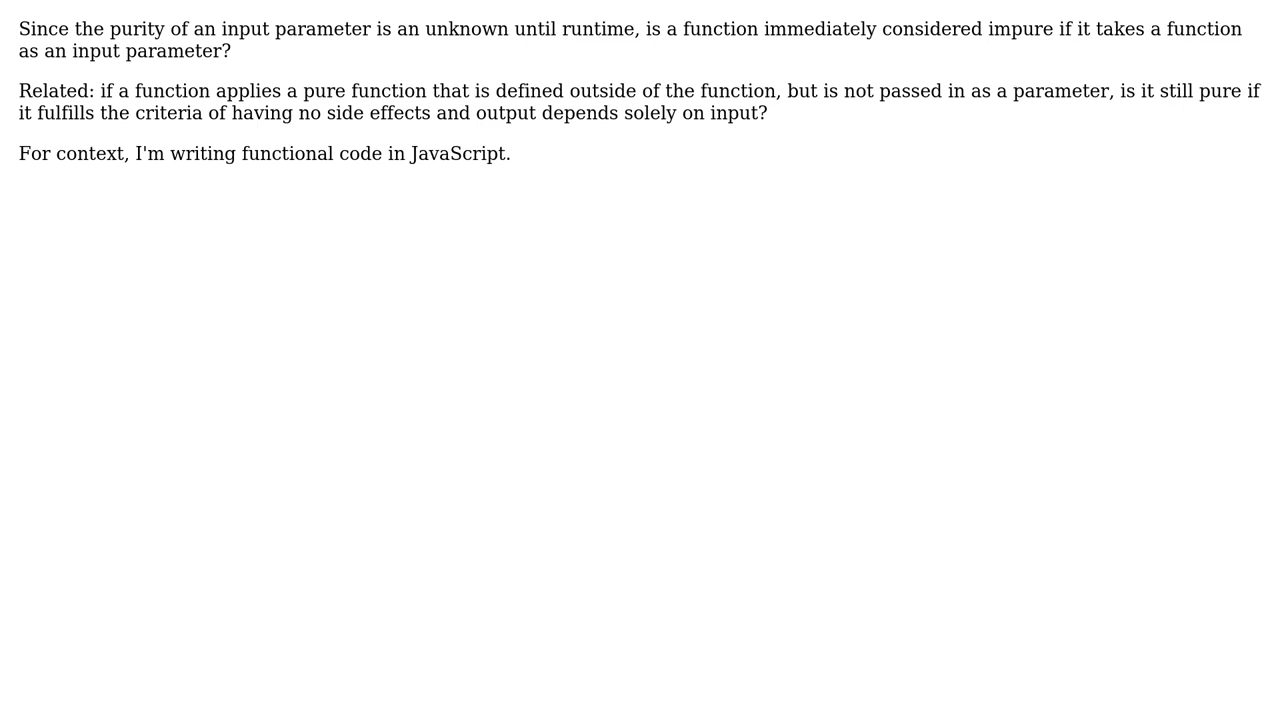 Since the purity of an input parameter is an unknown until runtime, is a function immediately considered impure if it takes a function
as an input parameter?
Related: if a function applies a pure function that is defined outside of the function, but is not passed in as a parameter, is it still pure if
it fulfills the criteria of having no side effects and output depends solely on input?
For context, I'm writing functional code in JavaScript.